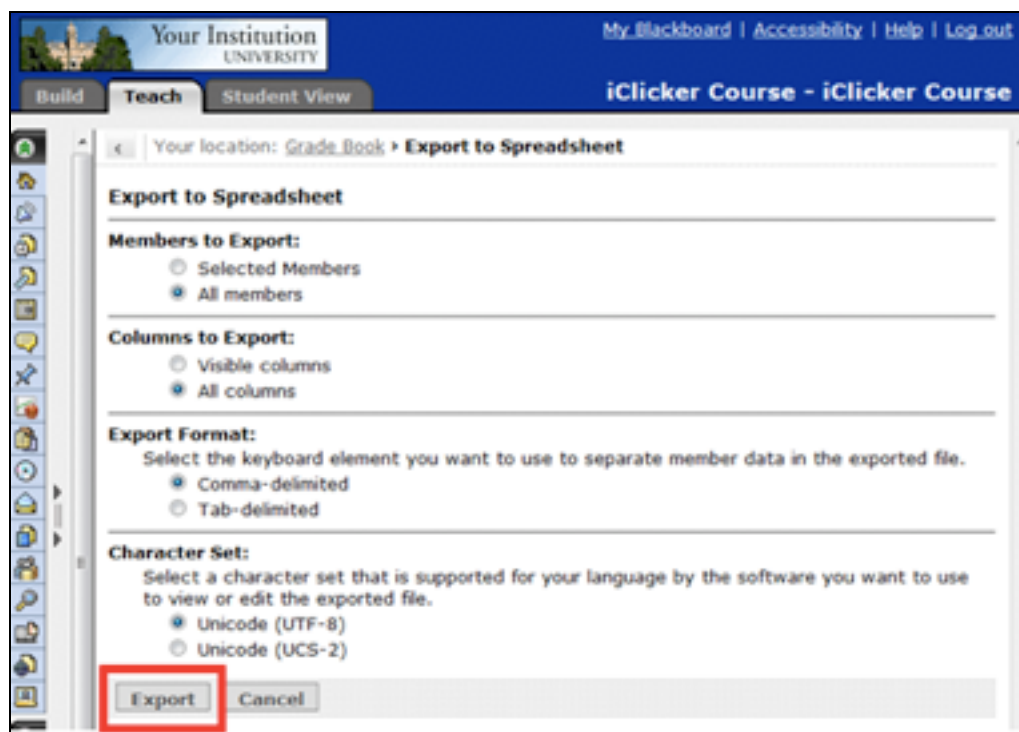 Your Institution
UNIVERSITY
My Blackboard | Accessibility | Help | Log out
Build Teach Student View
iClicker Course - iClicker Course
Your location: Grade Book Export to Spreadsheet
Export to Spreadsheet
Members to Export:
Selected Members
All members
Columns to Export:
Visible columns
All columns
Export Format:
Select the keyboard element you want to use to separate member data in the exported file.
Comma-delimited
Tab-delimited
Character Set:
Select a character set that is supported for your language by the software you want to use
to view or edit the exported file.
Unicode (UTF-8)
Unicode (UCS-2)
Export Cancel